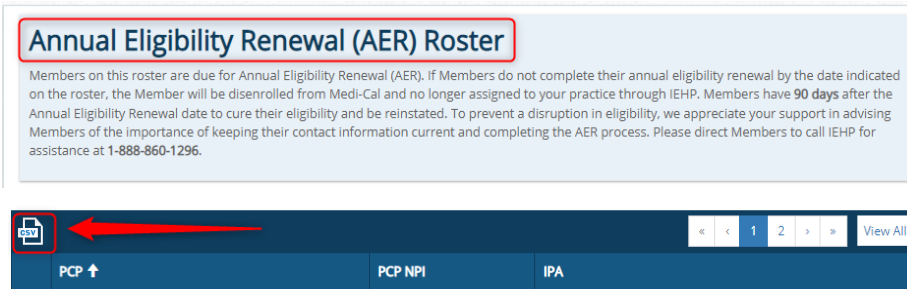 Annual Eligibility Renewal (AER) Roster
Members on this roster are due for Annual Eligibility Renewal (AER). If Members do not complete their annual eligibility renewal by the date indicated
on the roster, the Member will be disenrolled from Medi-Cal and no longer assigned to your practice through IEHP. Members have 90 days after the
Annual Eligibility Renewal date to cure their eligibility and be reinstated. To prevent a disruption in eligibility, we appreciate your support in advising
Members of the importance of keeping their contact information current and completing the AER process. Please direct Members to call IEHP for
assistance at 1-888-860-1296.
CSV « ‹ 1 2 › » View All
PCP ↑ PCP NPI IPA